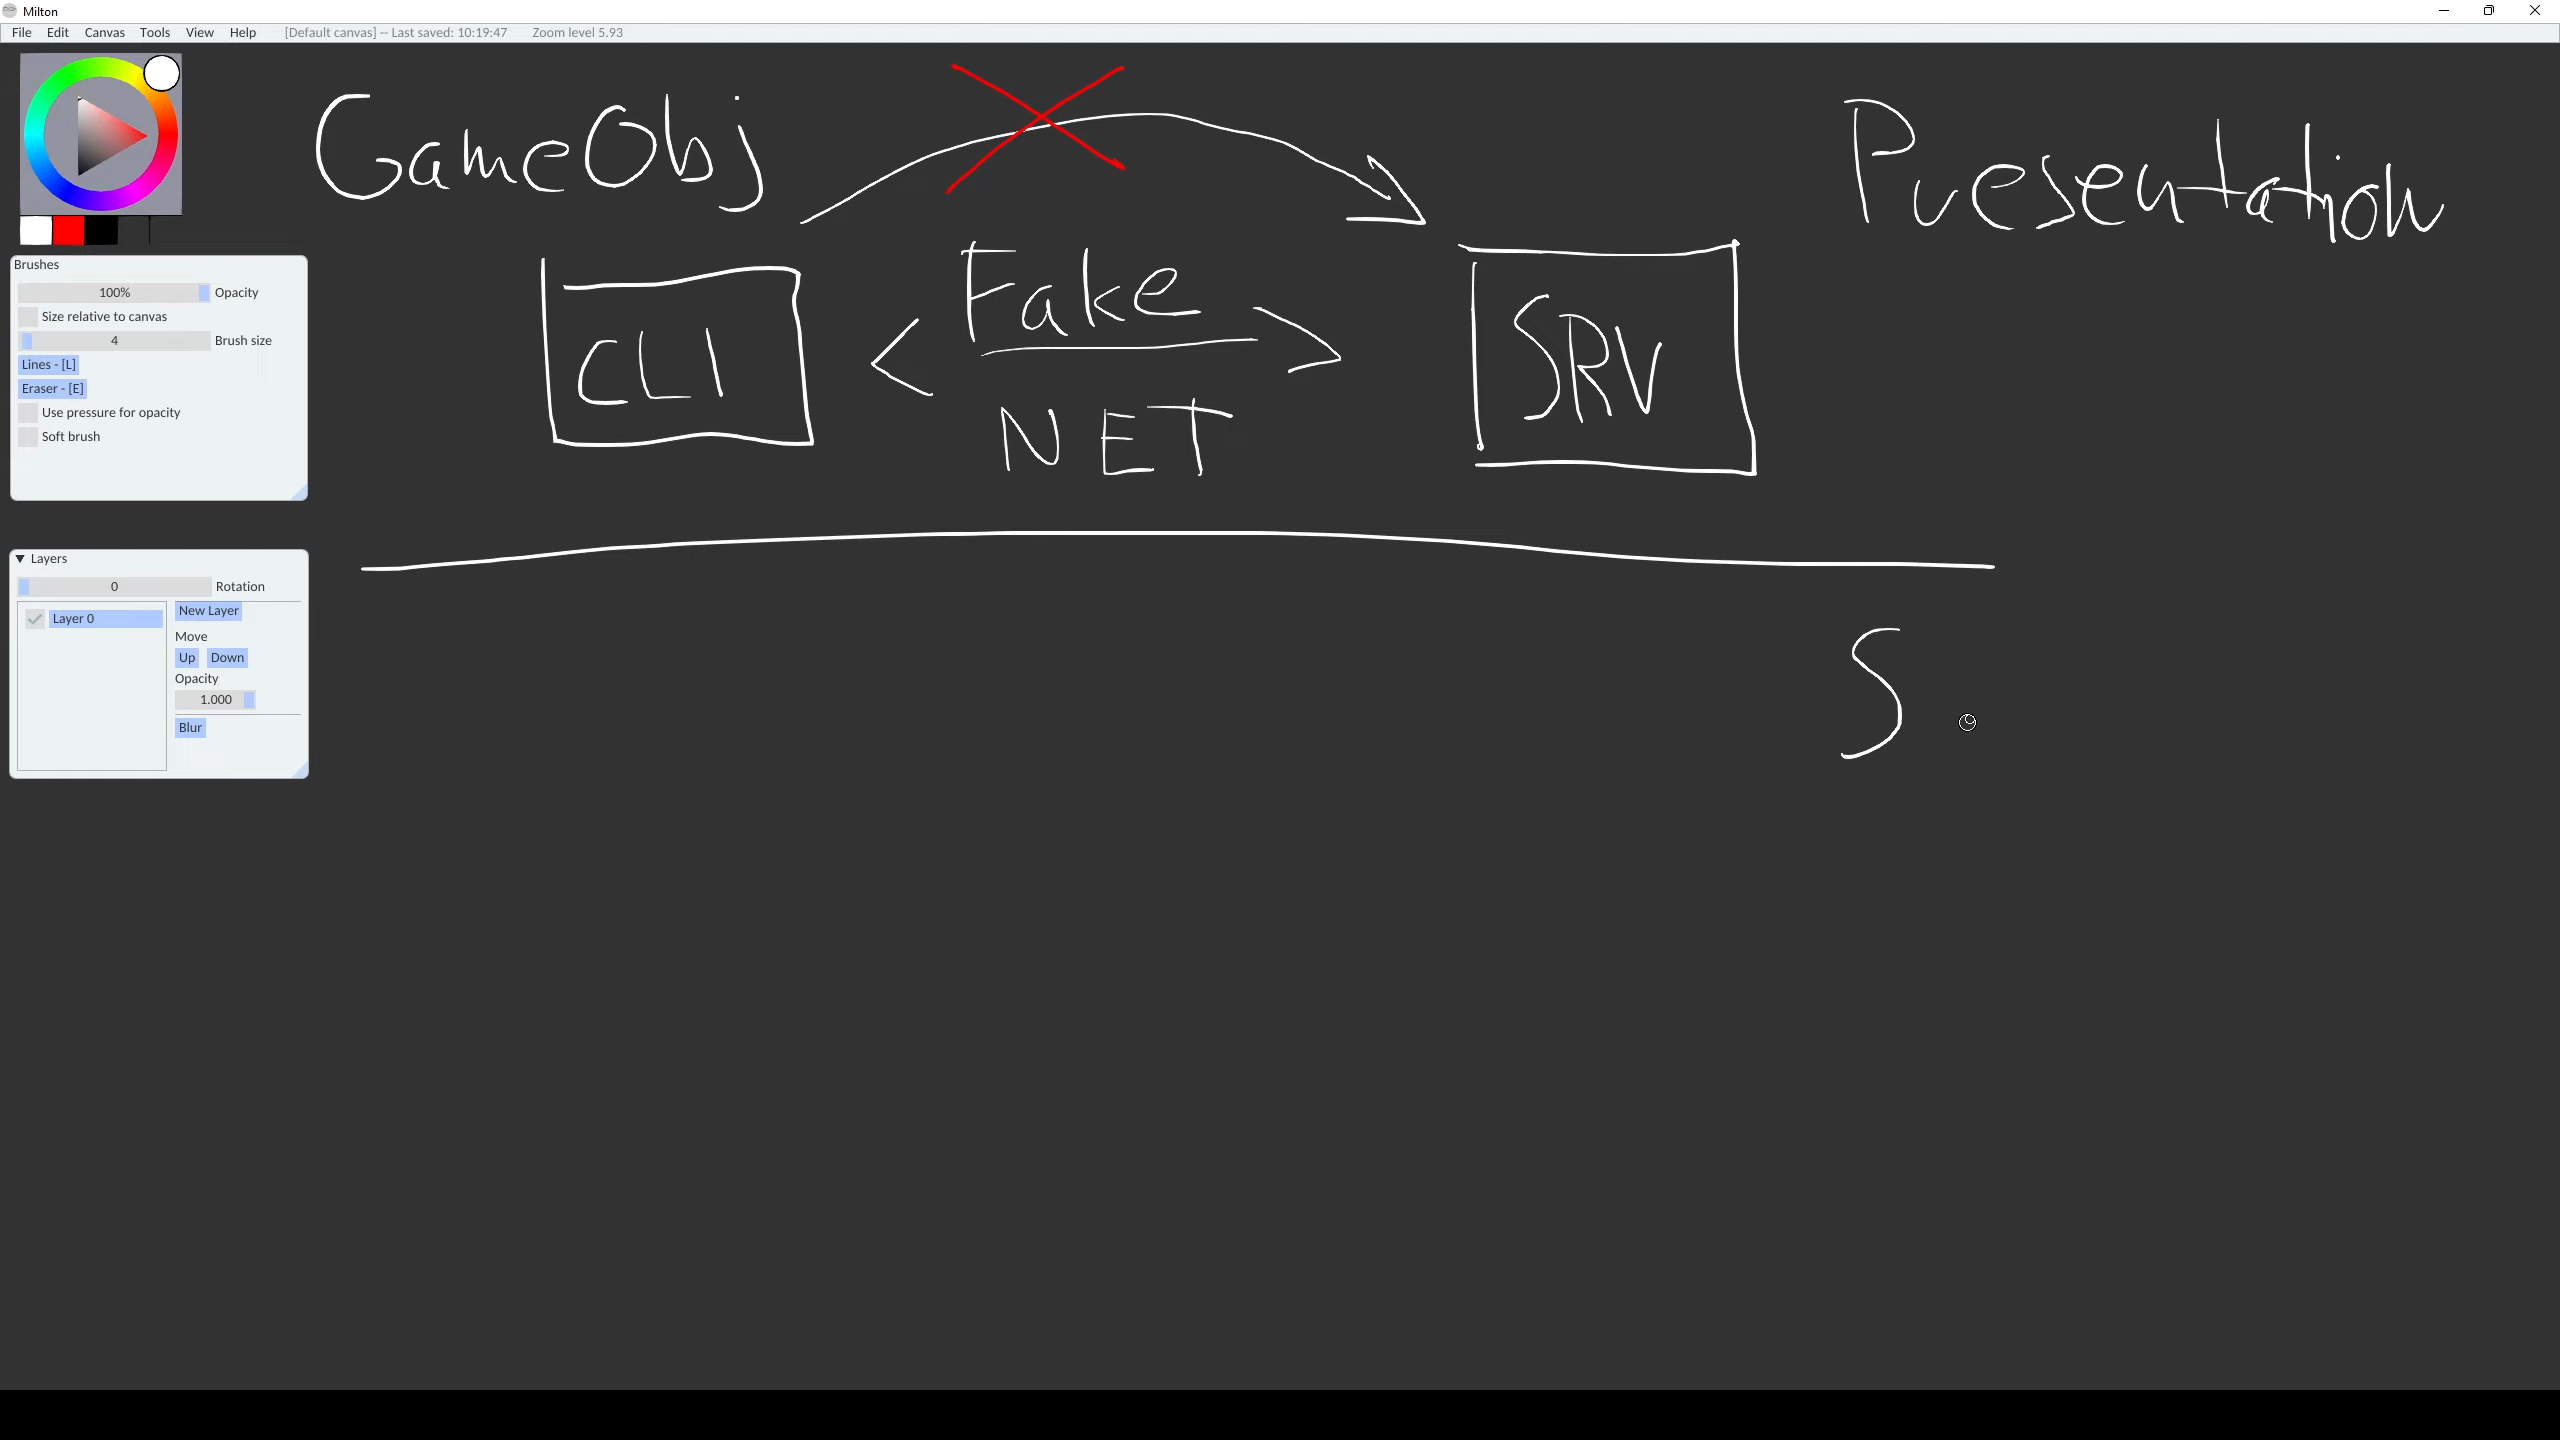 Milton
File Edit Canvas Tools View Help [Default canvas] -- Last saved: 10:19:47 Zoom level 5.93
GameObj
Presentation
Fake
CLI
SRV
NET
S
Brushes
100% Opacity
Size relative to canvas
4 Brush size
Lines - [L]
Eraser - [E]
Use pressure for opacity
Soft brush
Layers
0 Rotation
Layer 0
New Layer
Move
Up Down
Opacity
1.000
Blur